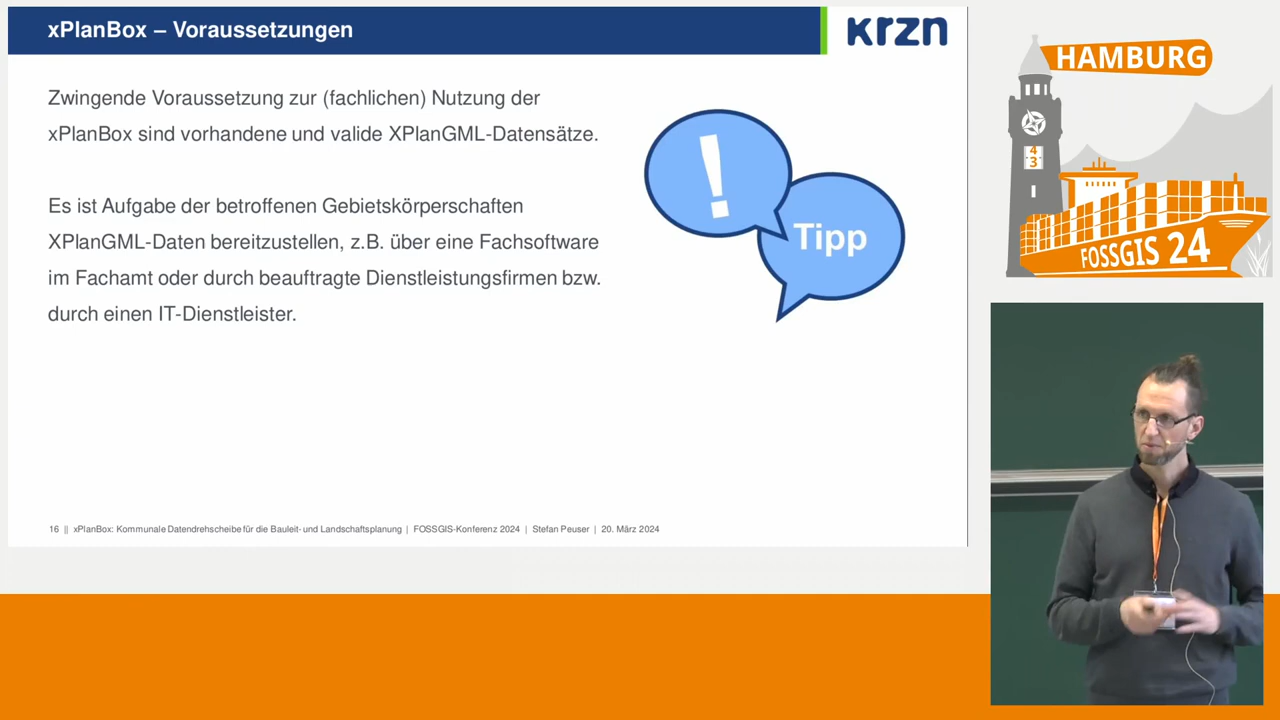 xPlanBox – Voraussetzungen
krzn
Zwingende Voraussetzung zur (fachlichen) Nutzung der
xPlanBox sind vorhandene und valide XPlanGML-Datensätze.
Es ist Aufgabe der betroffenen Gebietskörperschaften
XPlanGML-Daten bereitzustellen, z.B. über eine Fachsoftware
im Fachamt oder durch beauftragte Dienstleistungsfirmen bzw.
durch einen IT-Dienstleister.
!
Tipp
16 || xPlanBox: Kommunale Datendrehscheibe für die Bauleit- und Landschaftsplanung | FOSSGIS-Konferenz 2024 | Stefan Peuser | 20. März 2024
HAMBURG
4
3
FOSSGIS 24